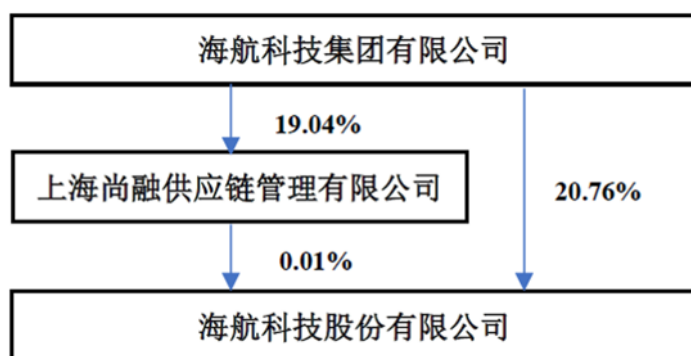 海航科技集团有限公司
19.04%
上海尚融供应链管理有限公司
20.76%
0.01%
海航科技股份有限公司